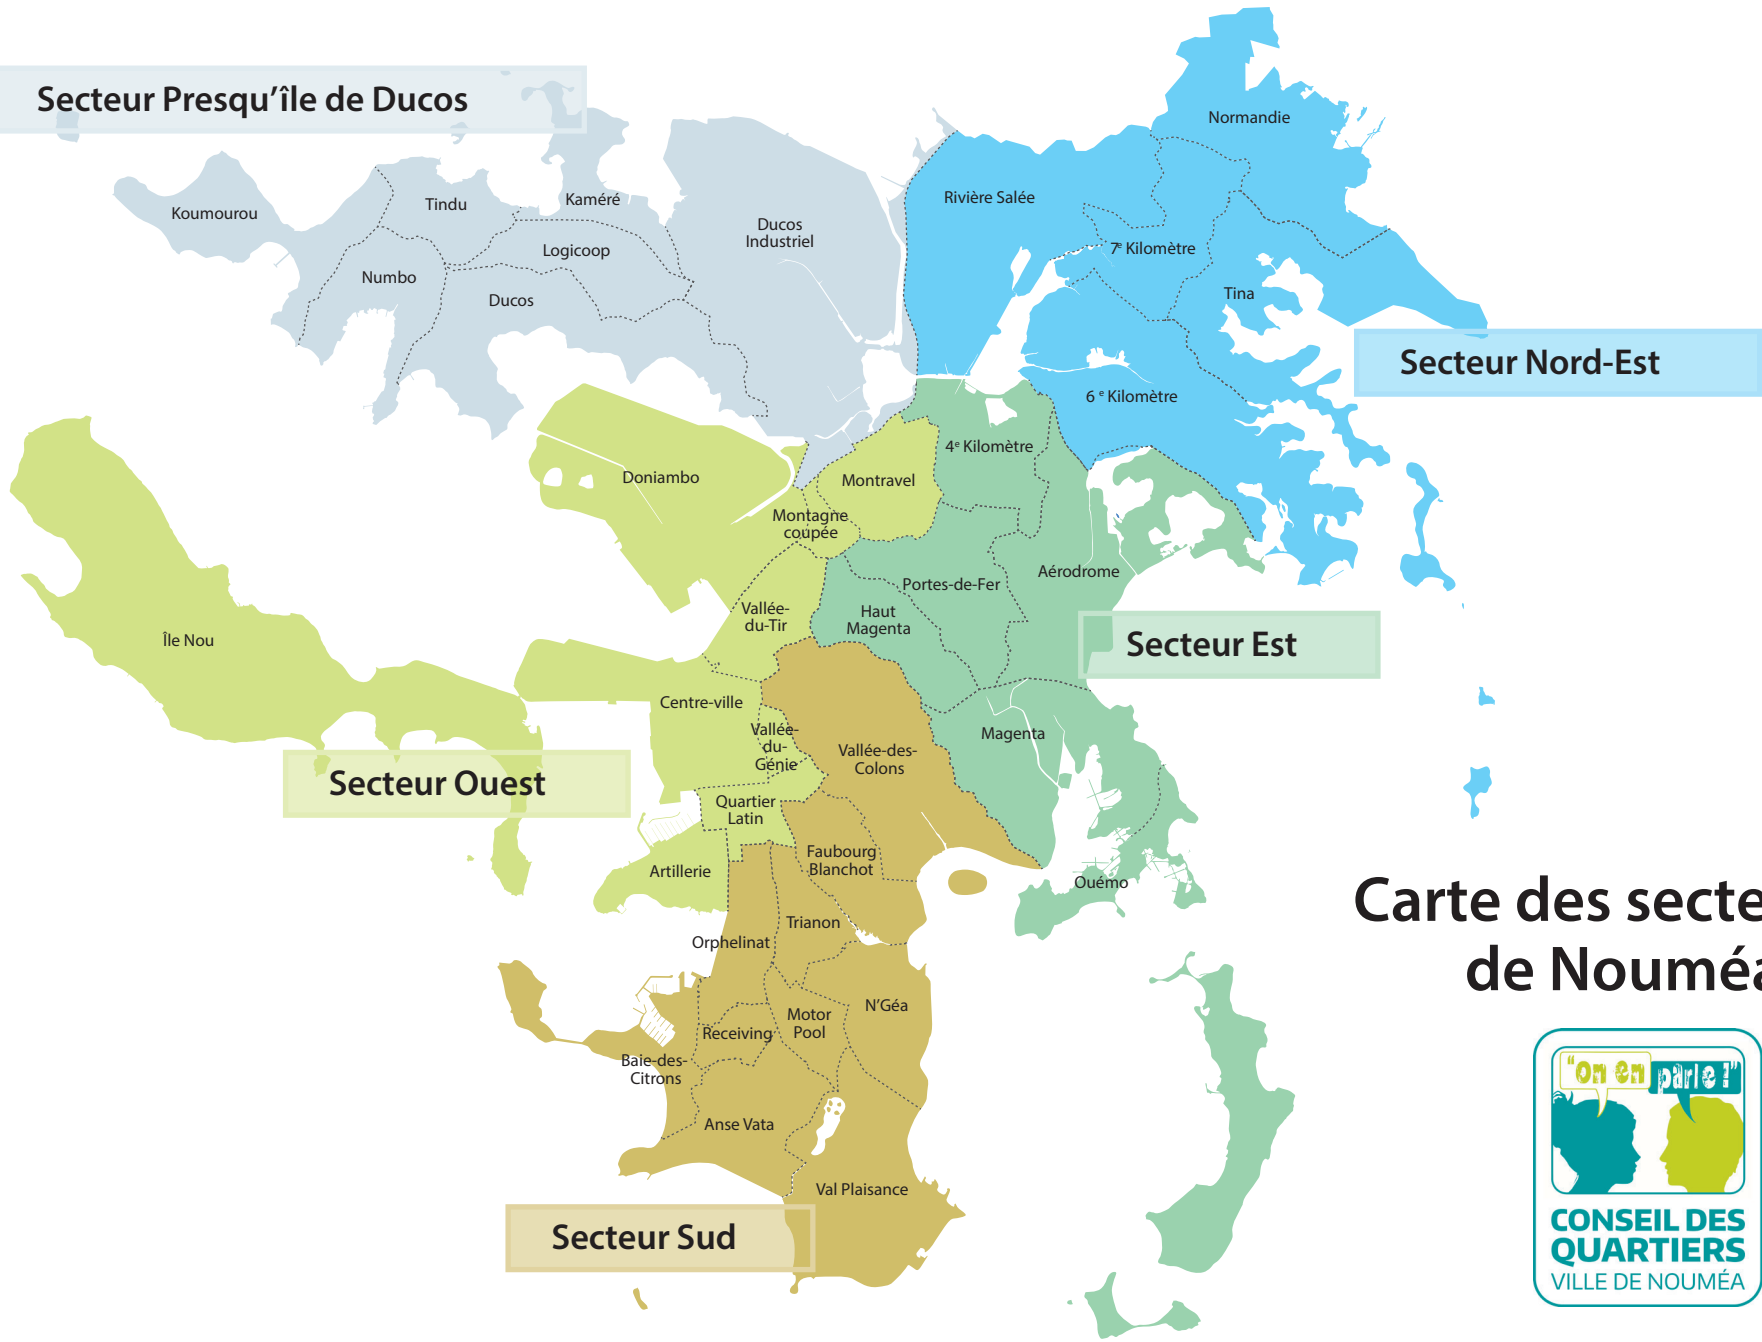 Secteur Presqu’île de Ducos
Normandie
Koumourou
Tindu
Kaméré
Rivière Salée
Ducos
Industriel
Logicoop
7e Kilomètre
Numbo
Ducos
Tina
Secteur Nord-Est
6 e Kilomètre
4e Kilomètre
Doniambo
Montravel
Montagne
coupée
Aérodrome
Portes-de-Fer
Vallée-
du-Tir
Haut
Magenta
Île Nou
Secteur Est
Centre-ville
Vallée-
du-
Génie
Magenta
Vallée-des-
Colons
Secteur Ouest
Quartier
Latin
Faubourg
Blanchot
Artillerie
Ouémo
Carte des secte
de Nouméa
Trianon
Orphelinat
N’Géa
Motor
Pool
Receiving
Baie-des-
Citrons
Anse Vata
Val Plaisance
Secteur Sud
"On en parle !"
CONSEIL DES
QUARTIERS
VILLE DE NOUMÉA